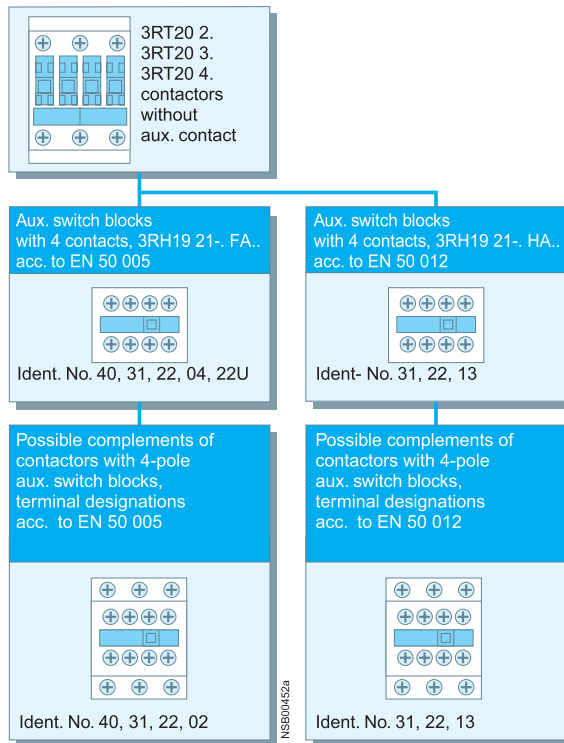 3RT20 2.
3RT20 3.
3RT20 4.
contactors
without
aux. contact
Aux. switch blocks
with 4 contacts, 3RH19 21-. FA..
acc. to EN 50 005
Ident. No. 40, 31, 22, 04, 22U
Possible complements of
contactors with 4-pole
aux. switch blocks,
terminal designations
acc. to EN 50 005
Ident. No. 40, 31, 22, 02
Aux. switch blocks
with 4 contacts, 3RH19 21-. HA..
acc. to EN 50 012
Ident- No. 31, 22, 13
Possible complements of
contactors with 4-pole
aux. switch blocks,
terminal designations
acc. to EN 50 012
Ident. No. 31, 22, 13
NSB00452a